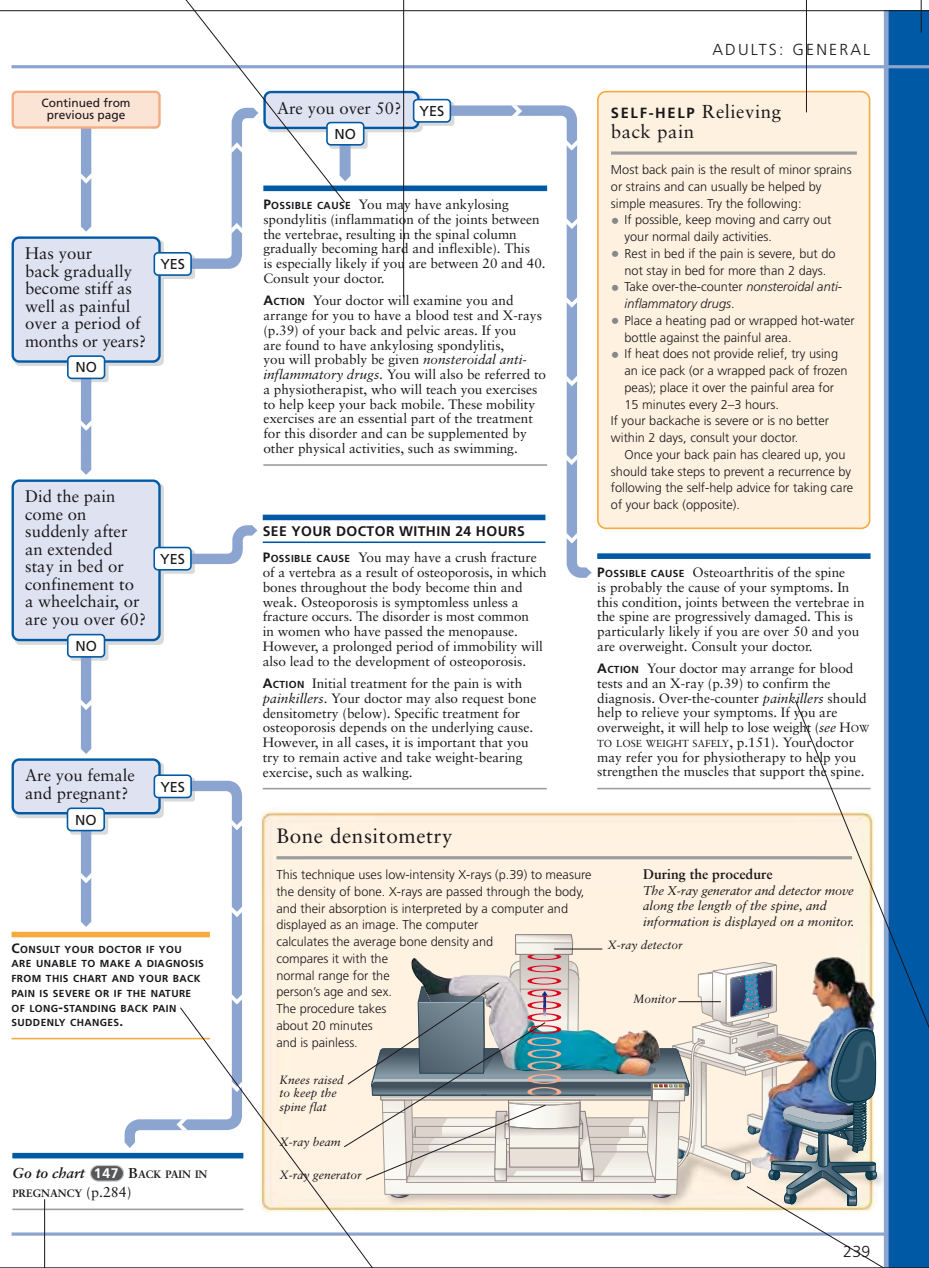 ADULTS: GENERAL
Continued from
previous page
Has your
back gradually
become stiff as
well as painful
over a period of
months or years?
YES
NO
Are you over 50?
YES
NO
POSSIBLE CAUSE You may have ankylosing
spondylitis (inflammation of the joints between
the vertebrae, resulting in the spinal column
gradually becoming hard and inflexible). This
is especially likely if you are between 20 and 40.
Consult your doctor.
ACTION Your doctor will examine you and
arrange for you to have a blood test and X-rays
(p.39) of your back and pelvic areas. If you
are found to have ankylosing spondylitis,
you will probably be given nonsteroidal anti-
inflammatory drugs. You will also be referred to
a physiotherapist, who will teach you exercises
to help keep your back mobile. These mobility
exercises are an essential part of the treatment
for this disorder and can be supplemented by
other physical activities, such as swimming.
SELF-HELP Relieving
back pain
Most back pain is the result of minor sprains
or strains and can usually be helped by
simple measures. Try the following:
● If possible, keep moving and carry out
your normal daily activities.
● Rest in bed if the pain is severe, but do
not stay in bed for more than 2 days.
● Take over-the-counter nonsteroidal anti-
inflammatory drugs.
● Place a heating pad or wrapped hot-water
bottle against the painful area.
● If heat does not provide relief, try using
an ice pack (or a wrapped pack of frozen
peas); place it over the painful area for
15 minutes every 2–3 hours.
If your backache is severe or is no better
within 2 days, consult your doctor.
Once your back pain has cleared up, you
should take steps to prevent a recurrence by
following the self-help advice for taking care
of your back (opposite).
Did the pain
come on
suddenly after
an extended
stay in bed or
confinement to
a wheelchair, or
are you over 60?
YES
NO
SEE YOUR DOCTOR WITHIN 24 HOURS
POSSIBLE CAUSE You may have a crush fracture
of a vertebra as a result of osteoporosis, in which
bones throughout the body become thin and
weak. Osteoporosis is symptomless unless a
fracture occurs. The disorder is most common
in women who have passed the menopause.
However, a prolonged period of immobility will
also lead to the development of osteoporosis.
ACTION Initial treatment for the pain is with
painkillers. Your doctor may also request bone
densitometry (below). Specific treatment for
osteoporosis depends on the underlying cause.
However, in all cases, it is important that you
try to remain active and take weight-bearing
exercise, such as walking.
POSSIBLE CAUSE Osteoarthritis of the spine
is probably the cause of your symptoms. In
this condition, joints between the vertebrae in
the spine are progressively damaged. This is
particularly likely if you are over 50 and you
are overweight. Consult your doctor.
ACTION Your doctor may arrange for blood
tests and an X-ray (p.39) to confirm the
diagnosis. Over-the-counter painkillers should
help to relieve your symptoms. If you are
overweight, it will help to lose weight (see HOW
TO LOSE WEIGHT SAFELY, p.151). Your doctor
may refer you for physiotherapy to help you
strengthen the muscles that support the spine.
Are you female
and pregnant?
YES
NO
CONSULT YOUR DOCTOR IF YOU
ARE UNABLE TO MAKE A DIAGNOSIS
FROM THIS CHART AND YOUR BACK
PAIN IS SEVERE OR IF THE NATURE
OF LONG-STANDING BACK PAIN
SUDDENLY CHANGES.
Go to chart 147 BACK PAIN IN
PREGNANCY (p.284)
Bone densitometry
This technique uses low-intensity X-rays (p.39) to measure
the density of bone. X-rays are passed through the body,
and their absorption is interpreted by a computer and
displayed as an image. The computer
calculates the average bone density and
compares it with the
normal range for the
person's age and sex.
The procedure takes
about 20 minutes
and is painless.
During the procedure
The X-ray generator and detector move
along the length of the spine, and
information is displayed on a monitor.
X-ray detector
Monitor
Knees raised
to keep the
spine flat
X-ray beam
X-ray generator
239